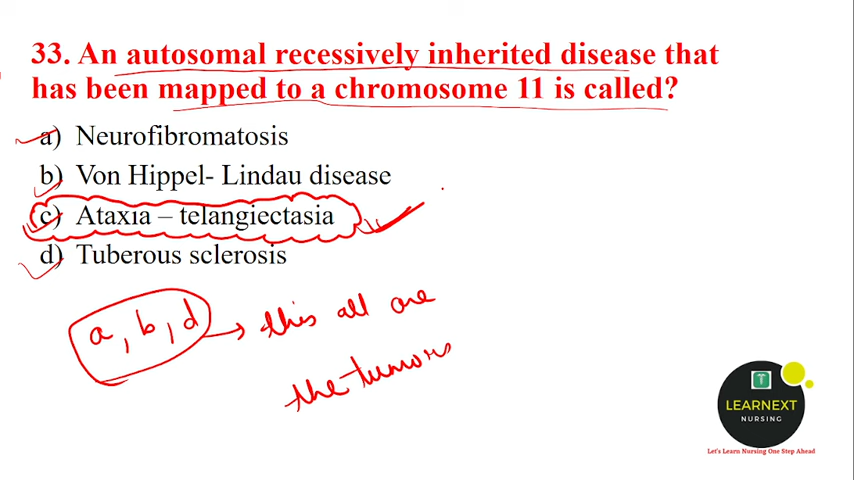 33. An autosomal recessively inherited disease that
has been mapped to a chromosome 11 is called?
a) Neurofibromatosis
b) Von Hippel- Lindau disease
c) Ataxia – telangiectasia
d) Tuberous sclerosis
a, b, d → this all are
the tumors
T
LEARNEXT
NURSING
Let's Learn Nursing One Step Ahead